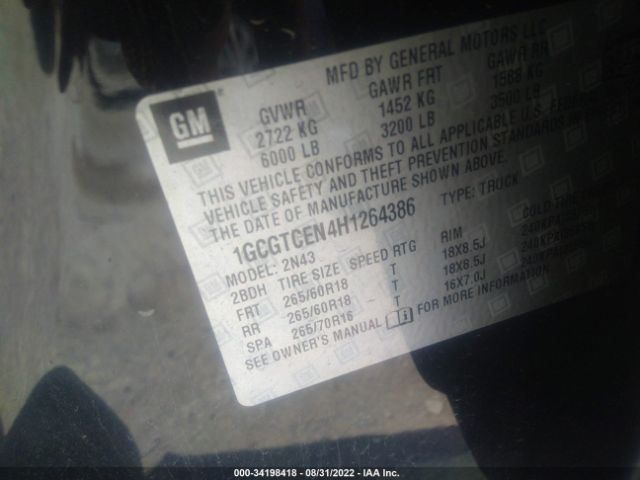 MFD BY GENERAL MOTORS LLC
GM
GVWR GAWR FRT GAWR RR
2722 KG 1452 KG 1588 KG
6000 LB 3200 LB 3500 LB
THIS VEHICLE CONFORMS TO ALL APPLICABLE U.S. FEDERAL
VEHICLE SAFETY AND THEFT PREVENTION STANDARDS IN
THE DATE OF MANUFACTURE SHOWN ABOVE.
1GCGTCEN4H1264386 TYPE: TRUCK
MODEL: 2N43
2BDH TIRE SIZE SPEED RTG RIM COLD
FRT 265/60R18 T 18X8.5J 240KPA
RR 265/60R18 T 18X8.5J 240KPA
SPA 265/70R16 - T 16X7.0J 240KPA
SEE OWNER'S MANUAL FOR MORE INFORMATION.
000-34198418 - 08/31/2022 - IAA Inc.